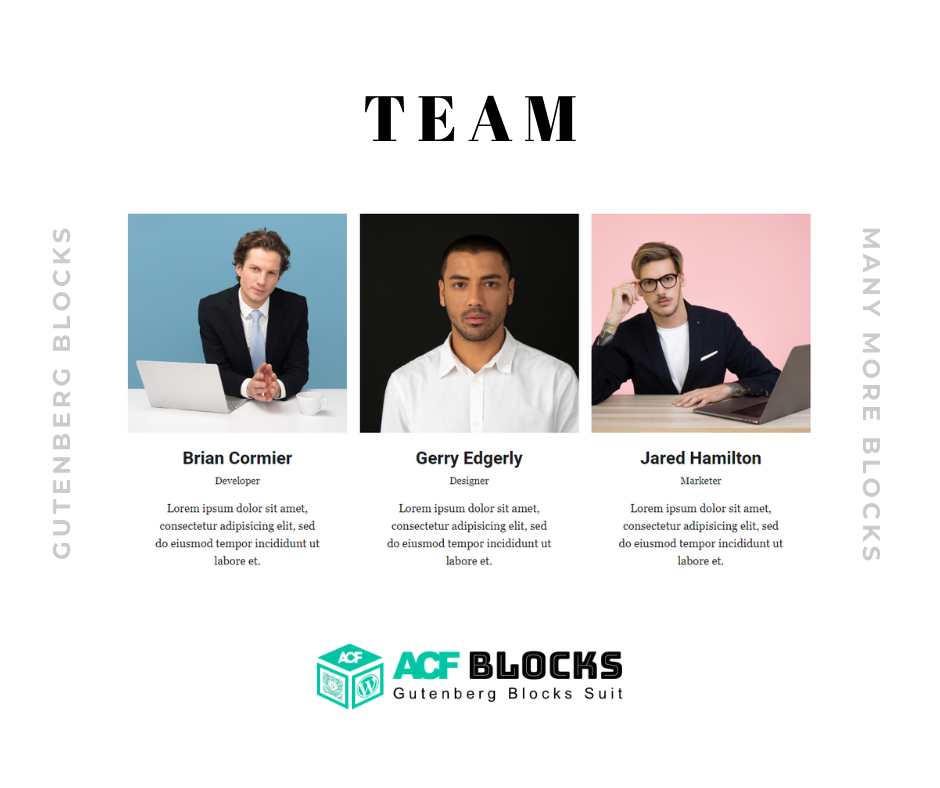 TEAM
GUTENBERG BLOCKS
MANY MORE BLOCKS
Brian Cormier
Developer
Lorem ipsum dolor sit amet,
consectetur adipisicing elit, sed
do eiusmod tempor incididunt ut
labore et.
Gerry Edgerly
Designer
Lorem ipsum dolor sit amet,
consectetur adipisicing elit, sed
do eiusmod tempor incididunt ut
labore et.
Jared Hamilton
Marketer
Lorem ipsum dolor sit amet,
consectetur adipisicing elit, sed
do eiusmod tempor incididunt ut
labore et.
ACF
ACF BLOCKS
Gutenberg Blocks Suit